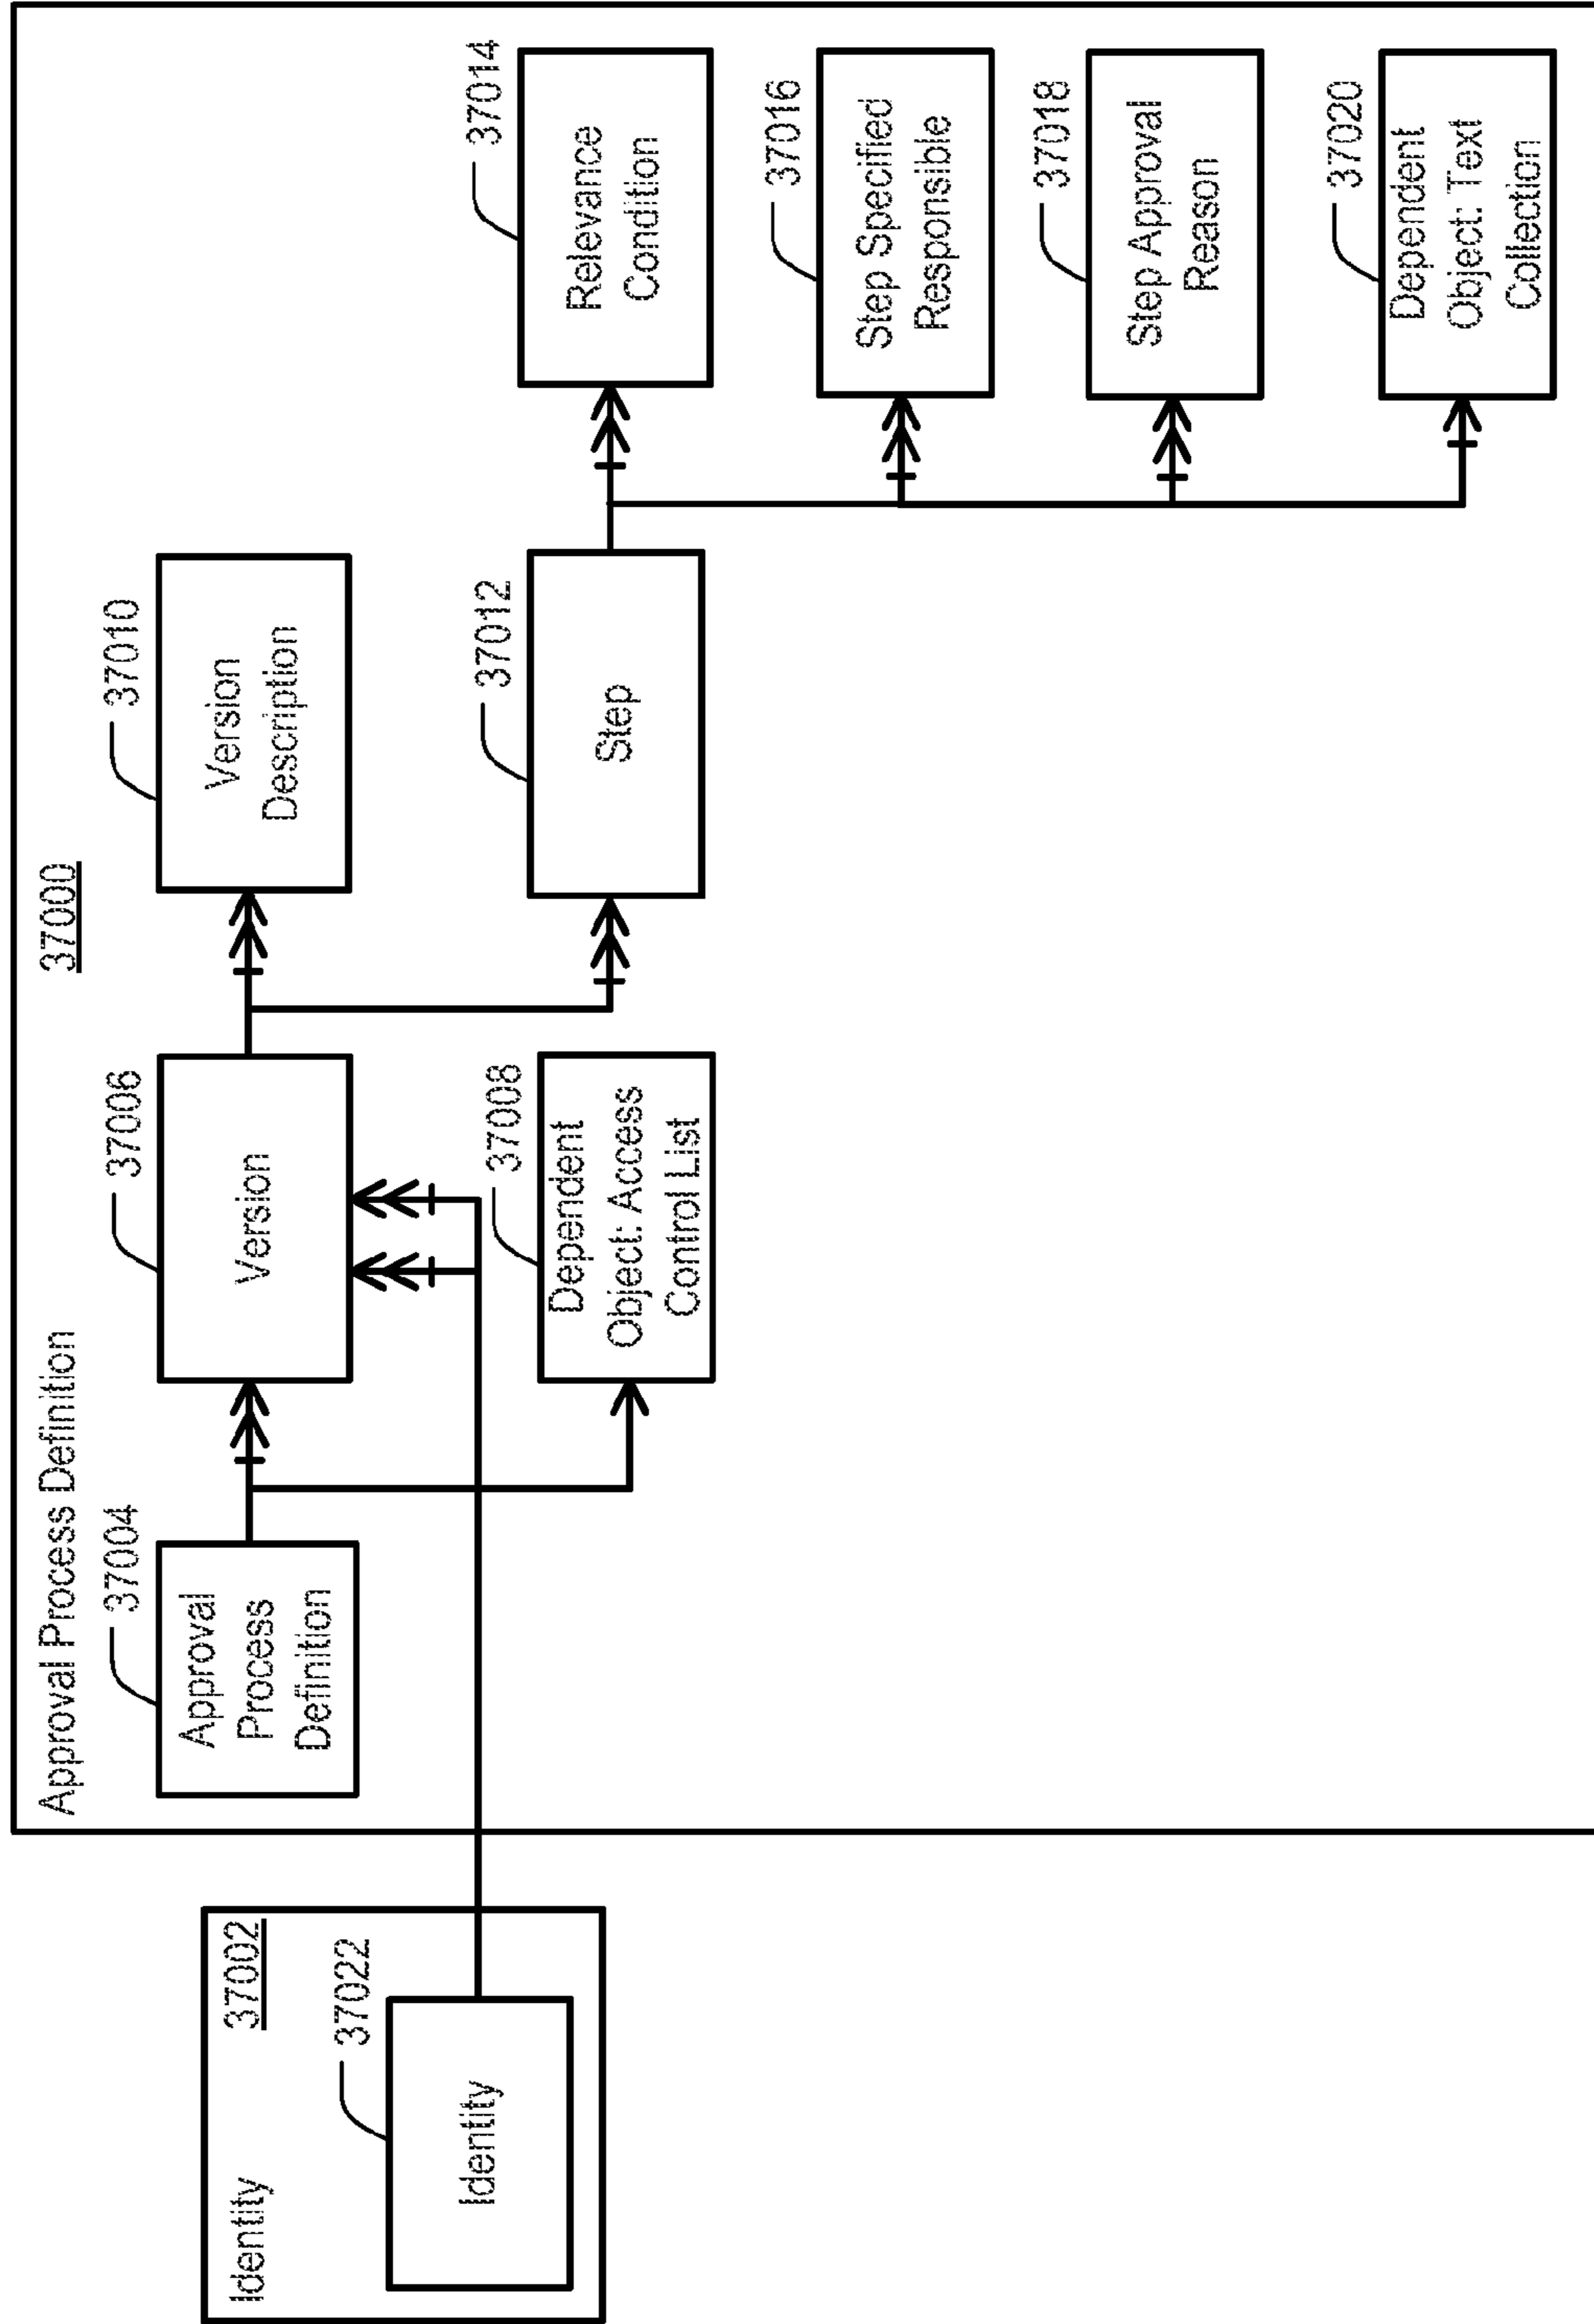 Identity
37002
37022
Identity
Approval Process Definition
37000
37004
Approval
Process
Definition
37006
Version
37008
Dependent
Object: Access
Control List
37010
Version
Description
37012
Step
37014
Relevance
Condition
37016
Step Specified
Responsible
37018
Step Approval
Reason
37020
Dependent
Object: Text
Collection